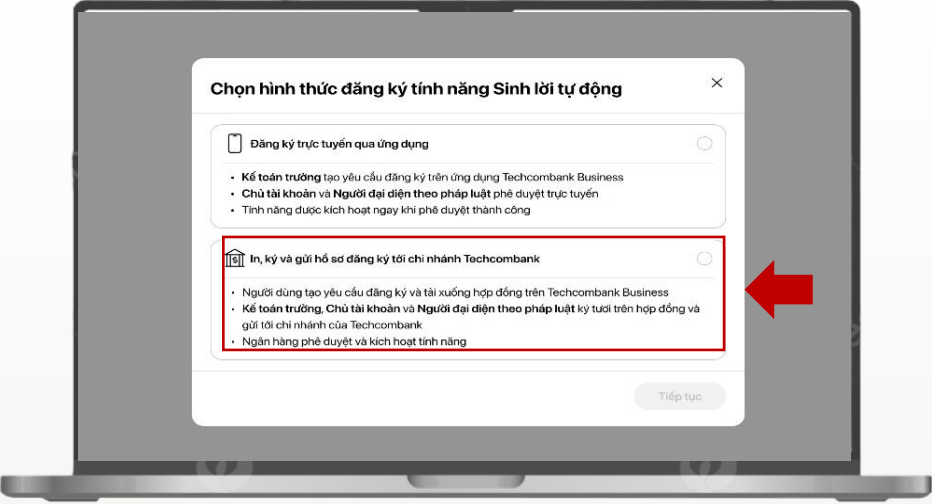 Chọn hình thức đăng ký tính năng Sinh lời tự động
Đăng ký trực tuyến qua ứng dụng
• Kế toán trưởng tạo yêu cầu đăng ký trên ứng dụng Techcombank Business
• Chủ tài khoản và Người đại diện theo pháp luật phê duyệt trực tuyến
• Tính năng được kích hoạt ngay khi phê duyệt thành công
In, ký và gửi hồ sơ đăng ký tới chi nhánh Techcombank
• Người dùng tạo yêu cầu đăng ký và tải xuống hợp đồng trên Techcombank Business
• Kế toán trưởng, Chủ tài khoản và Người đại diện theo pháp luật ký tươi trên hợp đồng và
gửi tới chi nhánh của Techcombank
• Ngân hàng phê duyệt và kích hoạt tính năng
Tiếp tục